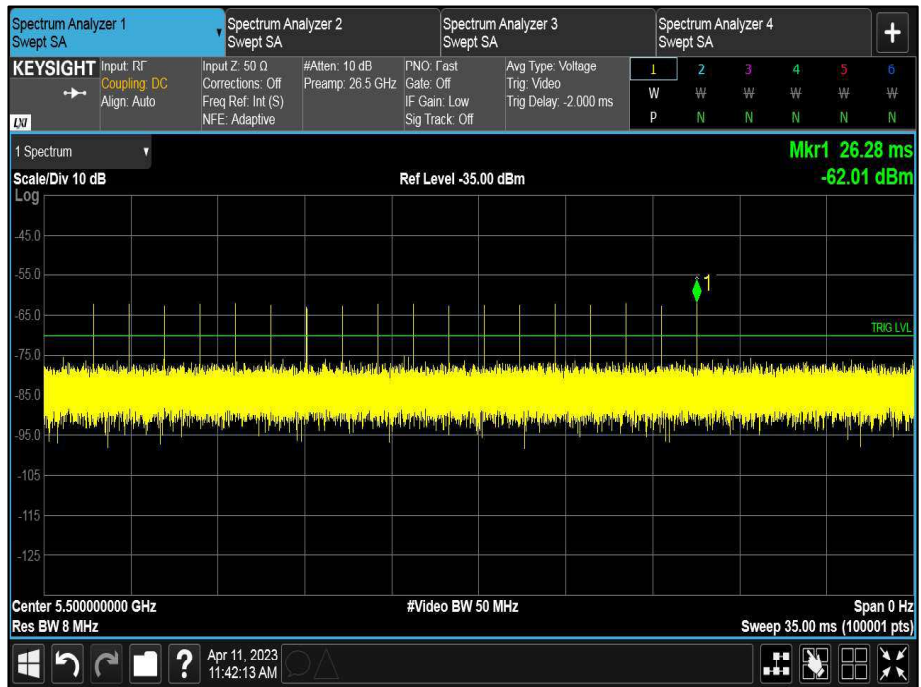 Spectrum Analyzer 1
Swept SA
Spectrum Analyzer 2
Swept SA
Spectrum Analyzer 3
Swept SA
Spectrum Analyzer 4
Swept SA
+
KEYSIGHT
LXI
Input: RF
Coupling: DC
Align: Auto
Input Z: 50 Ω
Corrections: Off
Freq Ref: Int (S)
NFE: Adaptive
#Atten: 10 dB
Preamp: 26.5 GHz
PNO: Fast
Gate: Off
IF Gain: Low
Sig Track: Off
Avg Type: Voltage
Trig: Video
Trig Delay: -2.000 ms
1 2 3 4 5 6
W W W W W W
P N N N N N
1 Spectrum
Mkr1 26.28 ms
-62.01 dBm
Scale/Div 10 dB
Ref Level -35.00 dBm
Log
-45.0
-55.0
1
-65.0
TRIG LVL
-75.0
-85.0
-95.0
-105
-115
-125
Center 5.500000000 GHz
#Video BW 50 MHz
Span 0 Hz
Res BW 8 MHz
Sweep 35.00 ms (100001 pts)
?
Apr 11, 2023
11:42:13 AM